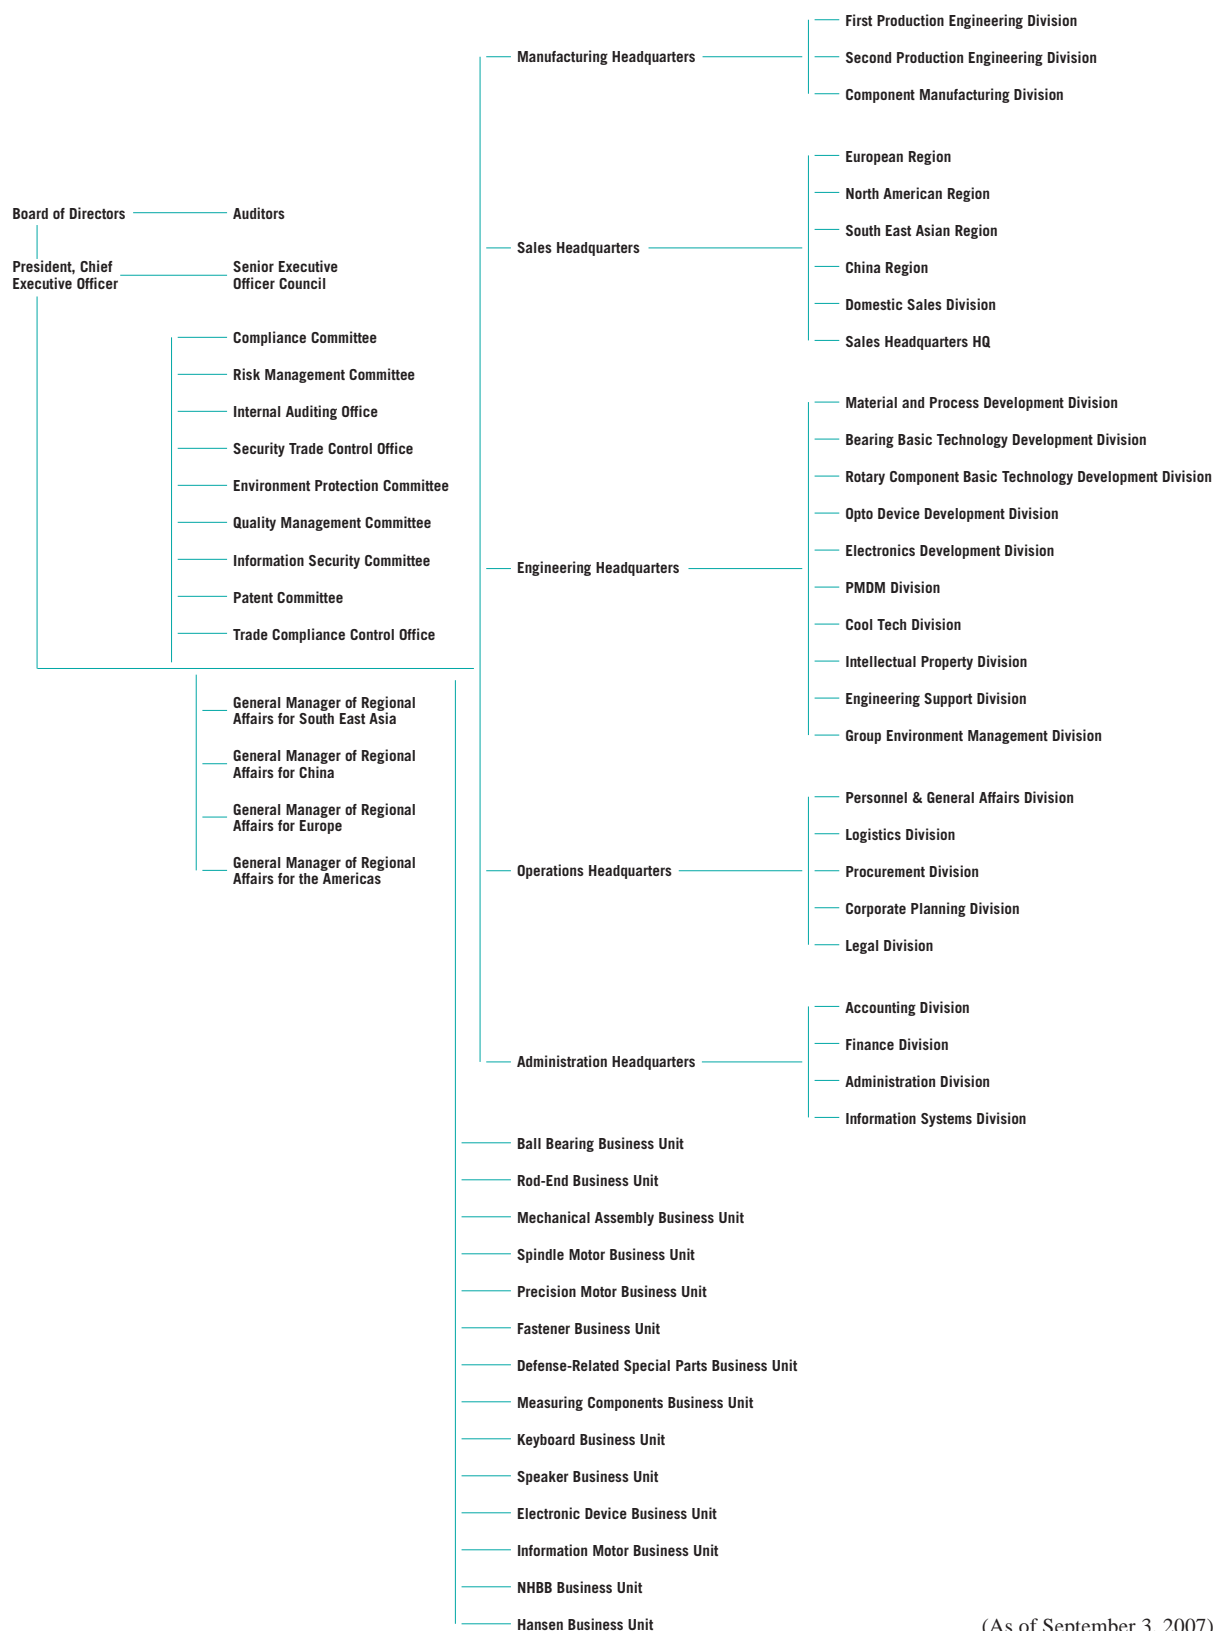 Board of Directors
Auditors
President, Chief
Executive Officer
Senior Executive
Officer Council
Compliance Committee
Risk Management Committee
Internal Auditing Office
Security Trade Control Office
Environment Protection Committee
Quality Management Committee
Information Security Committee
Patent Committee
Trade Compliance Control Office
General Manager of Regional
Affairs for South East Asia
General Manager of Regional
Affairs for China
General Manager of Regional
Affairs for Europe
General Manager of Regional
Affairs for the Americas
Manufacturing Headquarters
First Production Engineering Division
Second Production Engineering Division
Component Manufacturing Division
Sales Headquarters
European Region
North American Region
South East Asian Region
China Region
Domestic Sales Division
Sales Headquarters HQ
Engineering Headquarters
Material and Process Development Division
Bearing Basic Technology Development Division
Rotary Component Basic Technology Development Division
Opto Device Development Division
Electronics Development Division
PMDM Division
Cool Tech Division
Intellectual Property Division
Engineering Support Division
Group Environment Management Division
Operations Headquarters
Personnel & General Affairs Division
Logistics Division
Procurement Division
Corporate Planning Division
Legal Division
Administration Headquarters
Accounting Division
Finance Division
Administration Division
Information Systems Division
Ball Bearing Business Unit
Rod-End Business Unit
Mechanical Assembly Business Unit
Spindle Motor Business Unit
Precision Motor Business Unit
Fastener Business Unit
Defense-Related Special Parts Business Unit
Measuring Components Business Unit
Keyboard Business Unit
Speaker Business Unit
Electronic Device Business Unit
Information Motor Business Unit
NHBB Business Unit
Hansen Business Unit
(As of September 3, 2007)